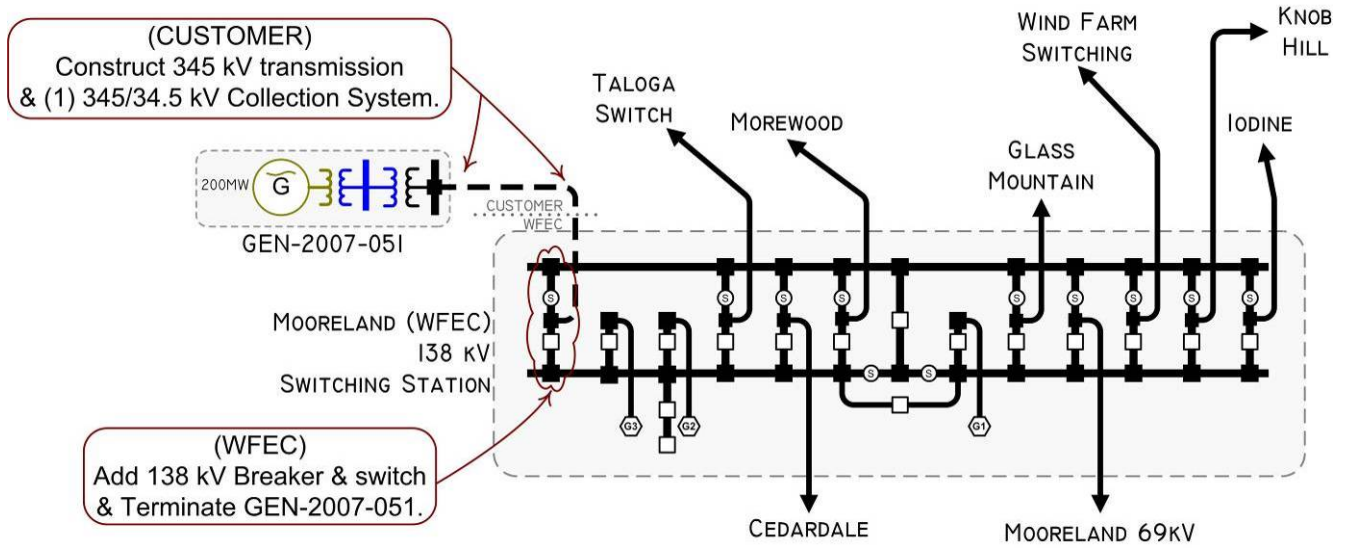 (CUSTOMER)
Construct 345 kV transmission
& (1) 345/34.5 kV Collection System.
WIND FARM
SWITCHING
KNOB
HILL
TALOGA
SWITCH
MOREWOOD
IODINE
GLASS
MOUNTAIN
200MW
G
CUSTOMER
WFEC
GEN-2007-051
S
S
S
S
S
S
S
S
S
MOORELAND (WFEC)
138 KV
SWITCHING STATION
S
S
G3
G2
G1
(WFEC)
Add 138 kV Breaker & switch
& Terminate GEN-2007-051.
CEDARDALE
MOORELAND 69KV